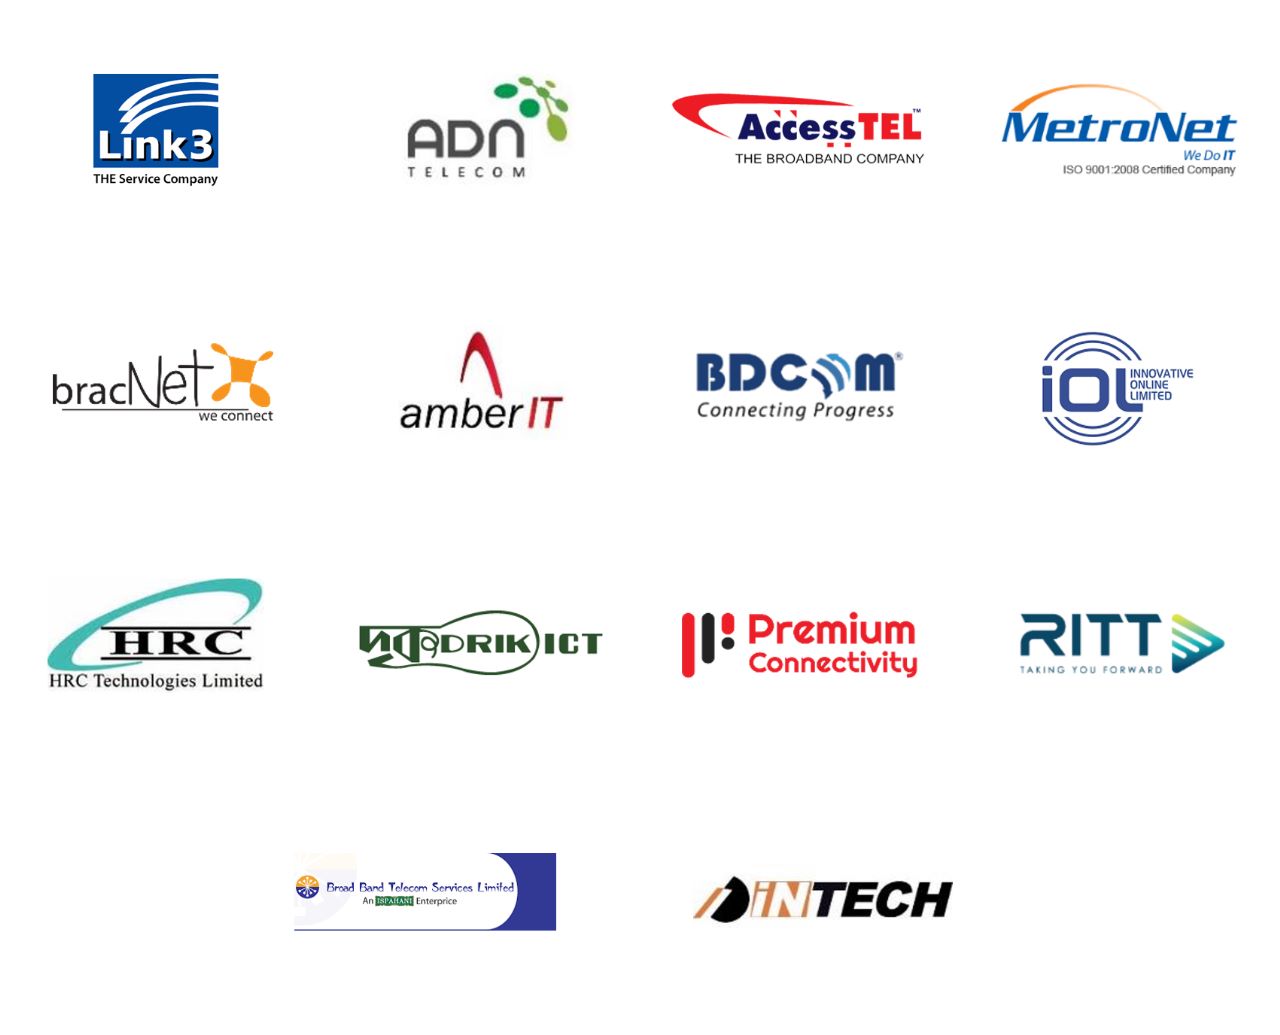 Link3
THE Service Company
ADN
TELECOM
AccessTEL™
THE BROADBAND COMPANY
MetroNet
We Do IT
ISO 9001:2008 Certified Company
bracNet
we connect
amberIT
BDCOM®
Connecting Progress
iOL
INNOVATIVE
ONLINE
LIMITED
HRC
HRC Technologies Limited
দৃক DRIK ICT
Premium
Connectivity
RITT
TAKING YOU FORWARD
Broad Band Telecom Services Limited
An ISPAHANI Enterprice
iNTECH